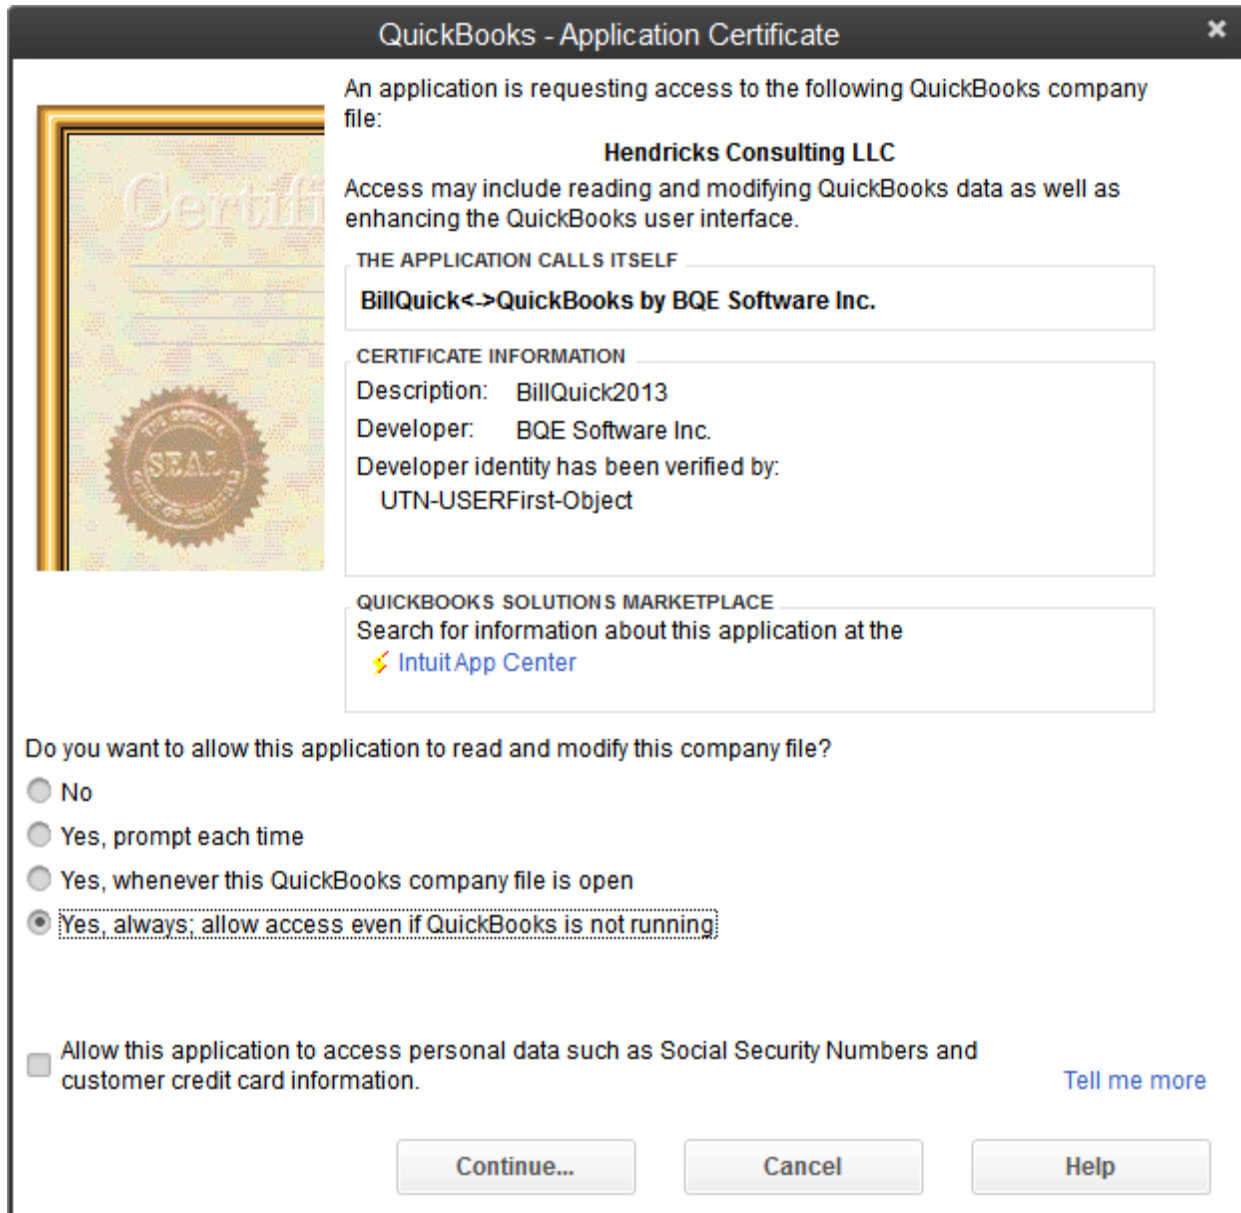 QuickBooks - Application Certificate
An application is requesting access to the following QuickBooks company
file:
Hendricks Consulting LLC
Access may include reading and modifying QuickBooks data as well as
enhancing the QuickBooks user interface.
THE APPLICATION CALLS ITSELF
BillQuick<->QuickBooks by BQE Software Inc.
CERTIFICATE INFORMATION
Description: BillQuick2013
Developer: BQE Software Inc.
Developer identity has been verified by:
UTN-USERFirst-Object
Certifi
SEAL
QUICKBOOKS SOLUTIONS MARKETPLACE
Search for information about this application at the
Intuit App Center
Do you want to allow this application to read and modify this company file?
No
Yes, prompt each time
Yes, whenever this QuickBooks company file is open
Yes, always; allow access even if QuickBooks is not running
Allow this application to access personal data such as Social Security Numbers and
customer credit card information.
Tell me more
Continue...
Cancel
Help